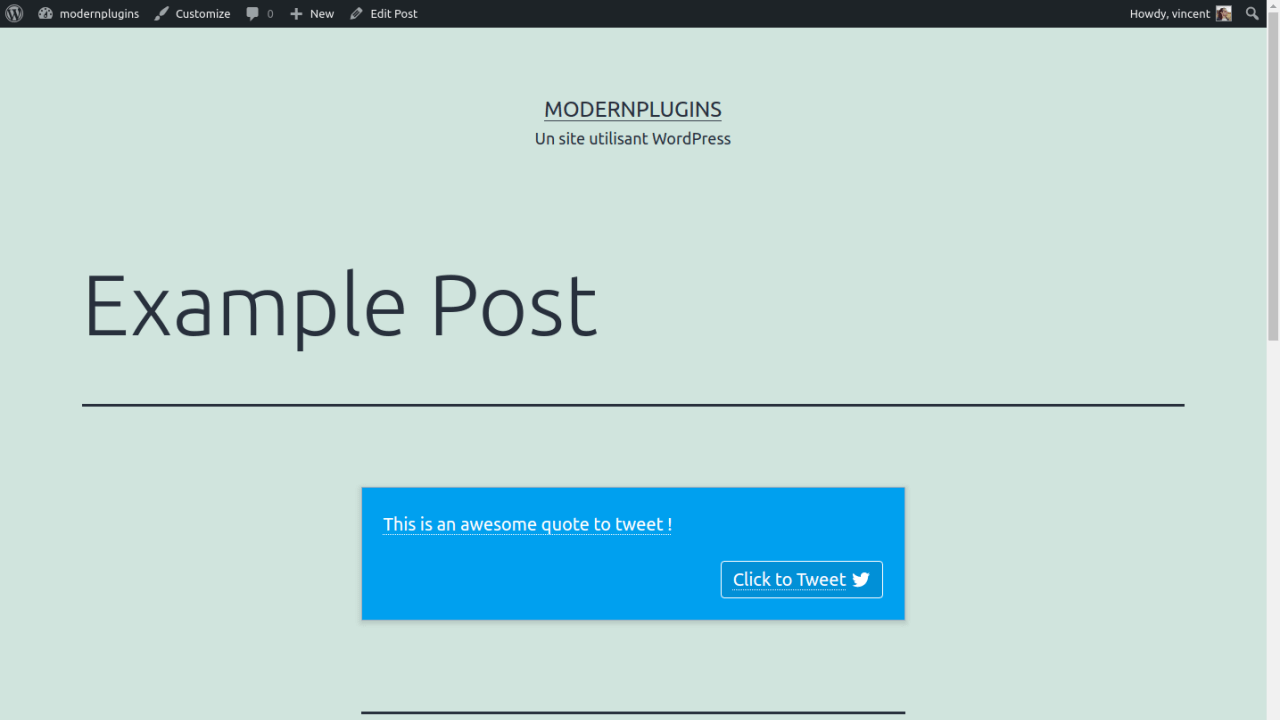 modernplugins Customize 0 New Edit Post Howdy, vincent
MODERNPLUGINS
Un site utilisant WordPress
Example Post
This is an awesome quote to tweet !
Click to Tweet